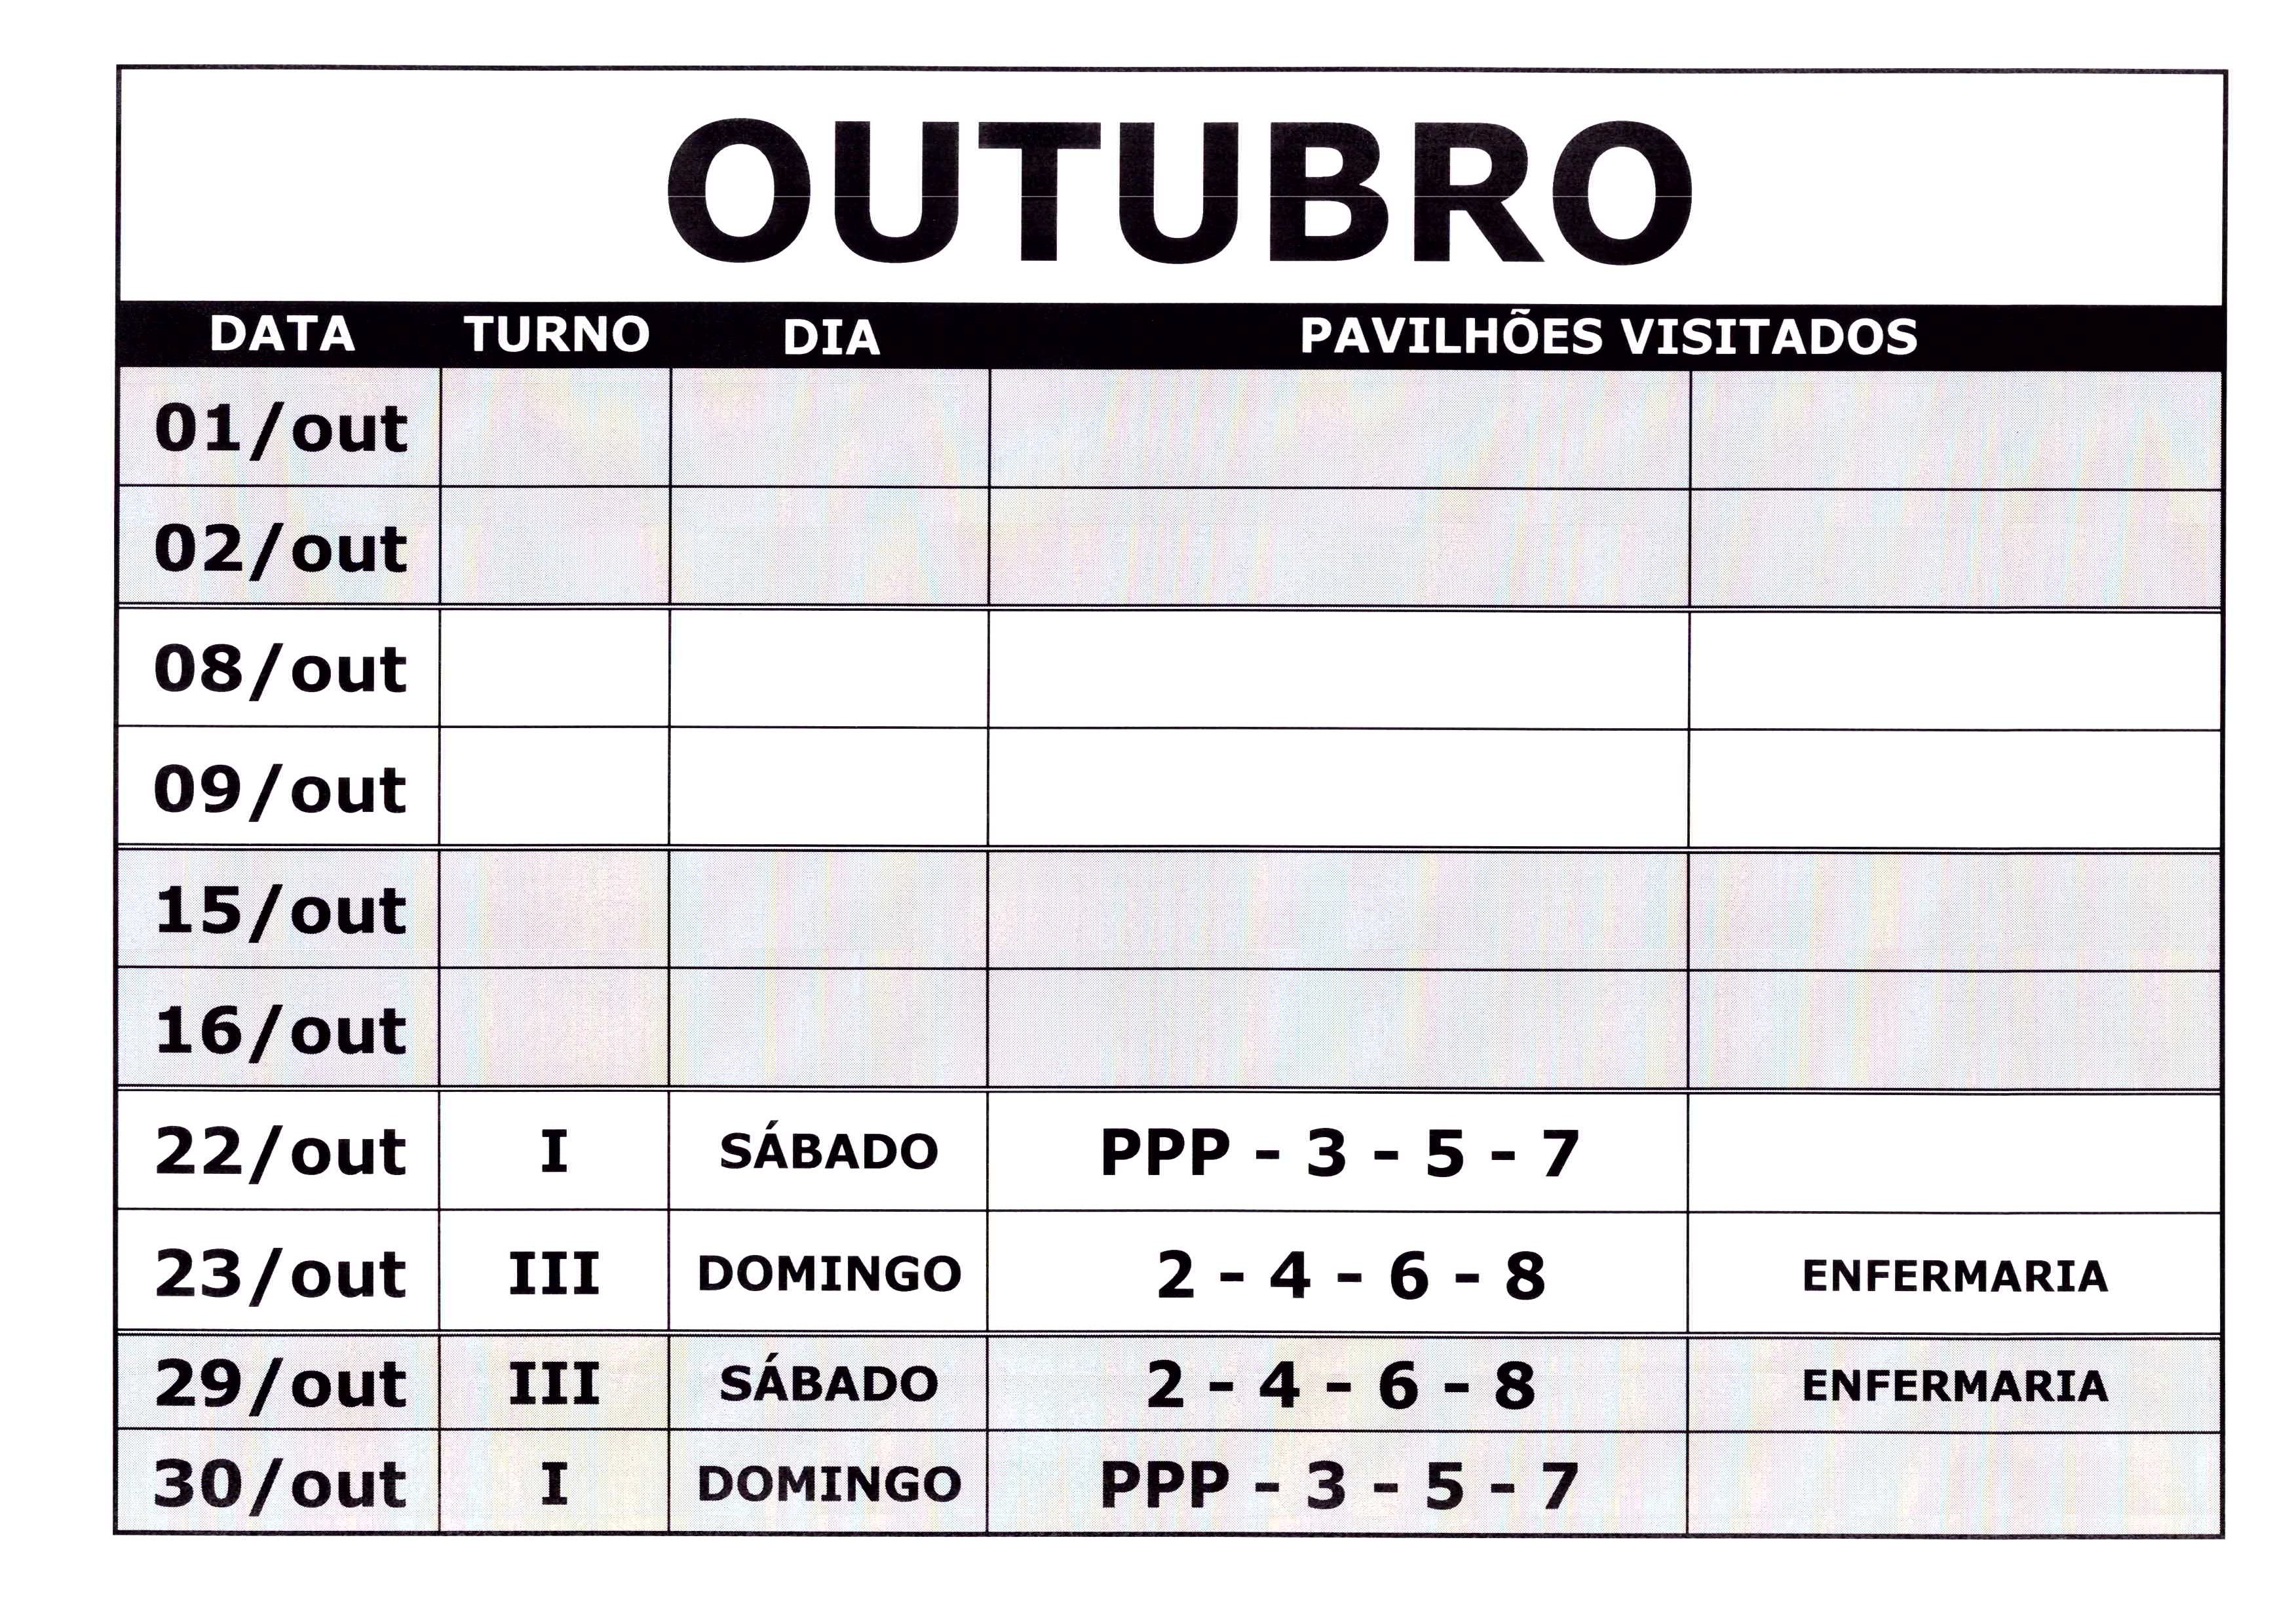 OUTUBRO
DATA TURNO DIA PAVILHÕES VISITADOS
01/out
02/out
08/out
09/out
15/out
16/out
22/out I SÁBADO PPP - 3 - 5 - 7
23/out III DOMINGO 2 - 4 - 6 - 8 ENFERMARIA
29/out III SÁBADO 2 - 4 - 6 - 8 ENFERMARIA
30/out I DOMINGO PPP - 3 - 5 - 7